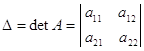 Δ = det A = | a₁₁ a₁₂ |
| a₂₁ a₂₂ |